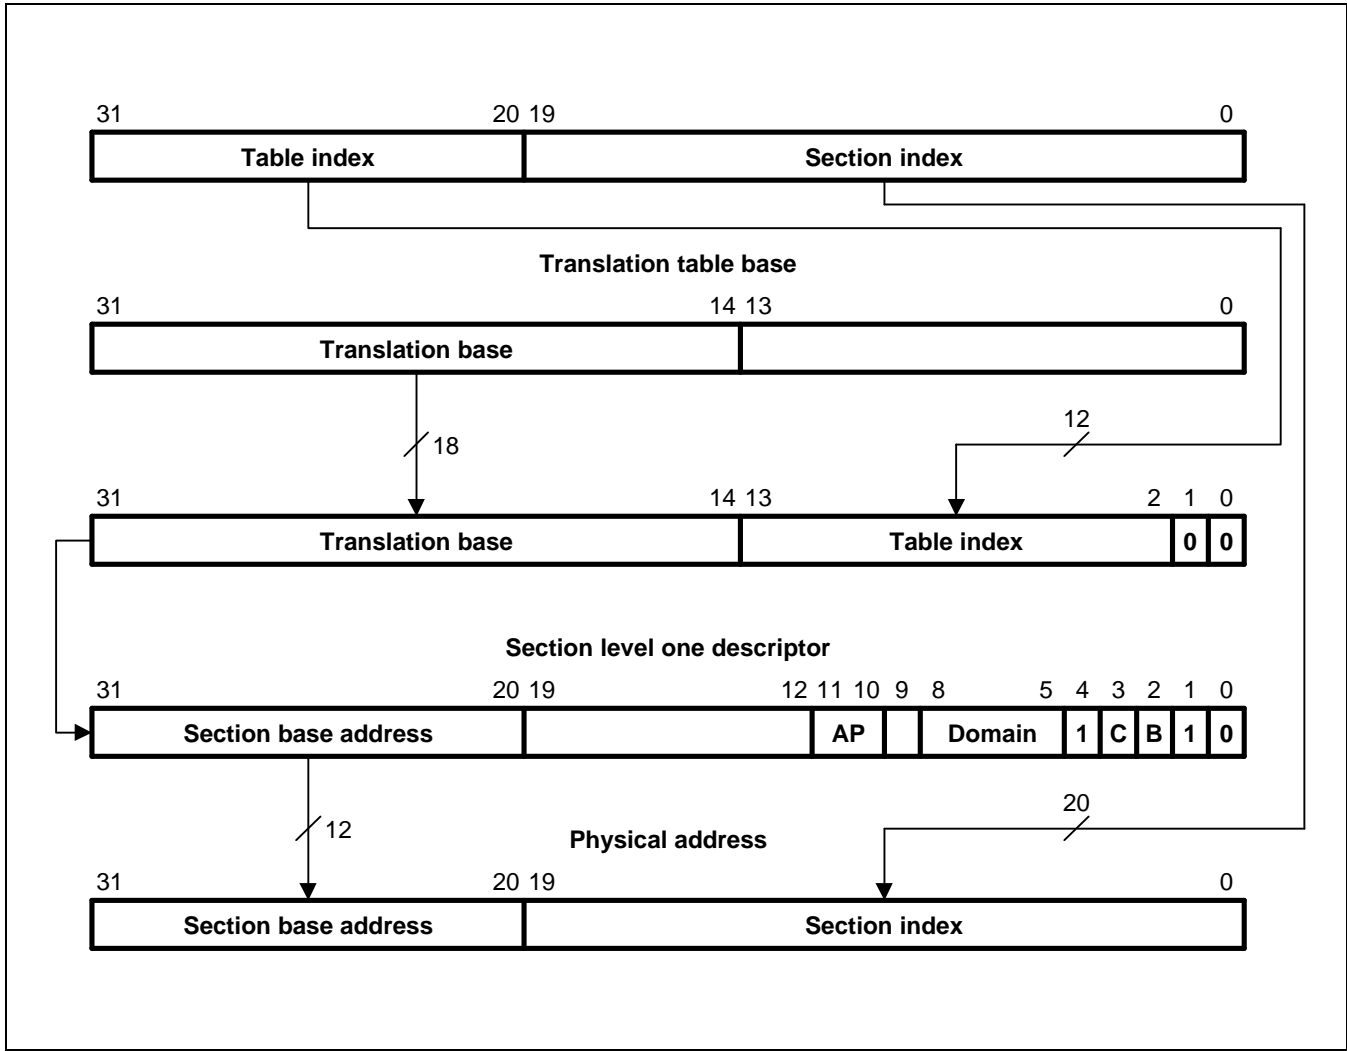 31 20 19 0
Table index Section index
Translation table base
31 14 13 0
Translation base
12
18
31 14 13 2 1 0
Translation base Table index 0 0
Section level one descriptor
31 20 19 12 11 10 9 8 5 4 3 2 1 0
Section base address AP Domain 1 C B 1 0
20
12
Physical address
31 20 19 0
Section base address Section index